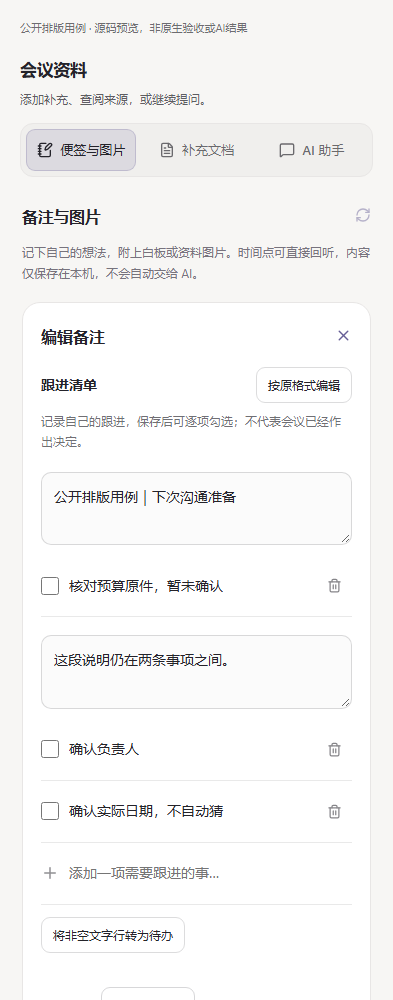 公开排版用例 · 源码预览，非原生验收或AI结果
会议资料
添加补充、查阅来源，或继续提问。
便签与图片
补充文档
AI 助手
备注与图片
记下自己的想法，附上白板或资料图片。时间点可直接回听，内容
仅保存在本机，不会自动交给 AI。
编辑备注
跟进清单
按原格式编辑
记录自己的跟进，保存后可逐项勾选；不代表会议已经作
出决定。
公开排版用例｜下次沟通准备
核对预算原件，暂未确认
这段说明仍在两条事项之间。
确认负责人
确认实际日期，不自动猜
添加一项需要跟进的事...
将非空文字行转为待办